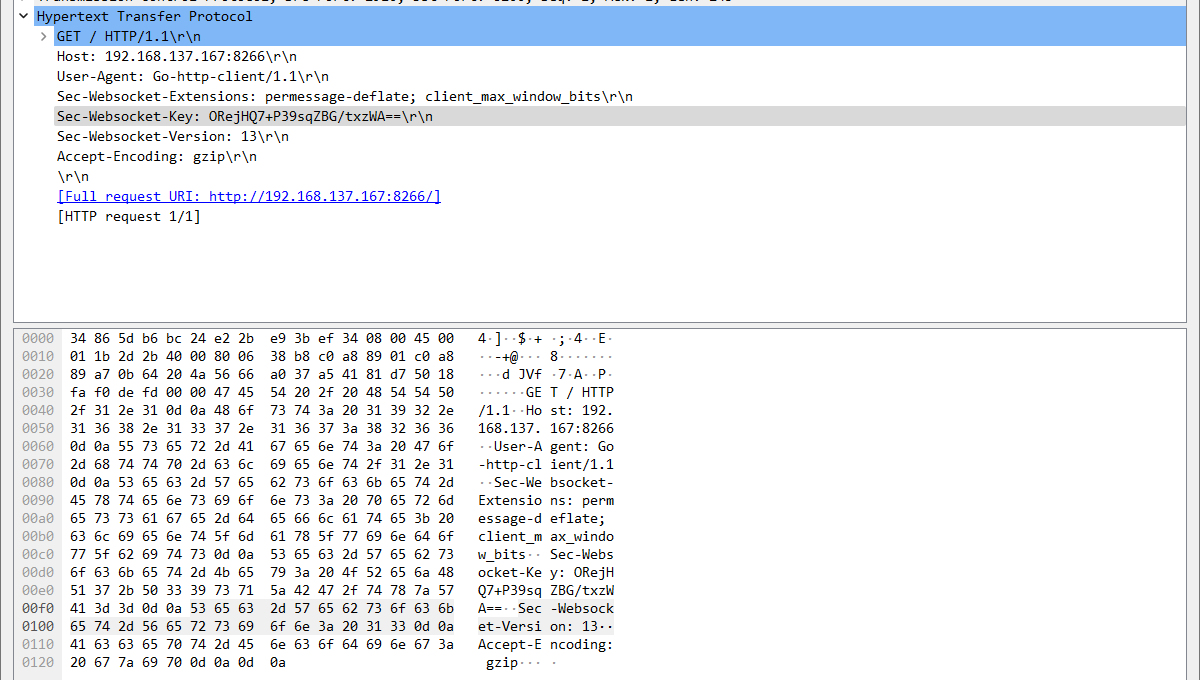 Hypertext Transfer Protocol
GET / HTTP/1.1\r\n
Host: 192.168.137.167:8266\r\n
User-Agent: Go-http-client/1.1\r\n
Sec-Websocket-Extensions: permessage-deflate; client_max_window_bits\r\n
Sec-Websocket-Key: ORejHQ7+P39sqZBG/txzWA==\r\n
Sec-Websocket-Version: 13\r\n
Accept-Encoding: gzip\r\n
\r\n
[Full request URI: http://192.168.137.167:8266/]
[HTTP request 1/1]
0000 34 86 5d b6 bc 24 e2 2b e9 3b ef 34 08 00 45 00 4·]··$·+ ·;·4··E·
0010 01 1b 2d 2b 40 00 80 06 38 b8 c0 a8 89 01 c0 a8 ··-+@··· 8·······
0020 89 a7 0b 64 20 4a 56 66 a0 37 a5 41 81 d7 50 18 ···d JVf ·7·A··P·
0030 fa f0 de fd 00 00 47 45 54 20 2f 20 48 54 54 50 ······GE T / HTTP
0040 2f 31 2e 31 0d 0a 48 6f 73 74 3a 20 31 39 32 2e /1.1··Ho st: 192.
0050 31 36 38 2e 31 33 37 2e 31 36 37 3a 38 32 36 36 168.137. 167:8266
0060 0d 0a 55 73 65 72 2d 41 67 65 6e 74 3a 20 47 6f ··User-A gent: Go
0070 2d 68 74 74 70 2d 63 6c 69 65 6e 74 2f 31 2e 31 -http-cl ient/1.1
0080 0d 0a 53 65 63 2d 57 65 62 73 6f 63 6b 65 74 2d ··Sec-We bsocket-
0090 45 78 74 65 6e 73 69 6f 6e 73 3a 20 70 65 72 6d Extensio ns: perm
00a0 65 73 73 61 67 65 2d 64 65 66 6c 61 74 65 3b 20 essage-d eflate;
00b0 63 6c 69 65 6e 74 5f 6d 61 78 5f 77 69 6e 64 6f client_m ax_windo
00c0 77 5f 62 69 74 73 0d 0a 53 65 63 2d 57 65 62 73 w_bits·· Sec-Webs
00d0 6f 63 6b 65 74 2d 4b 65 79 3a 20 4f 52 65 6a 48 ocket-Ke y: ORejH
00e0 51 37 2b 50 33 39 73 71 5a 42 47 2f 74 78 7a 57 Q7+P39sq ZBG/txzW
00f0 41 3d 3d 0d 0a 53 65 63 2d 57 65 62 73 6f 63 6b A==··Sec -Websock
0100 65 74 2d 56 65 72 73 69 6f 6e 3a 20 31 33 0d 0a et-Versi on: 13··
0110 41 63 63 65 70 74 2d 45 6e 63 6f 64 69 6e 67 3a Accept-E ncoding:
0120 20 67 7a 69 70 0d 0a 0d 0a gzip··· ·